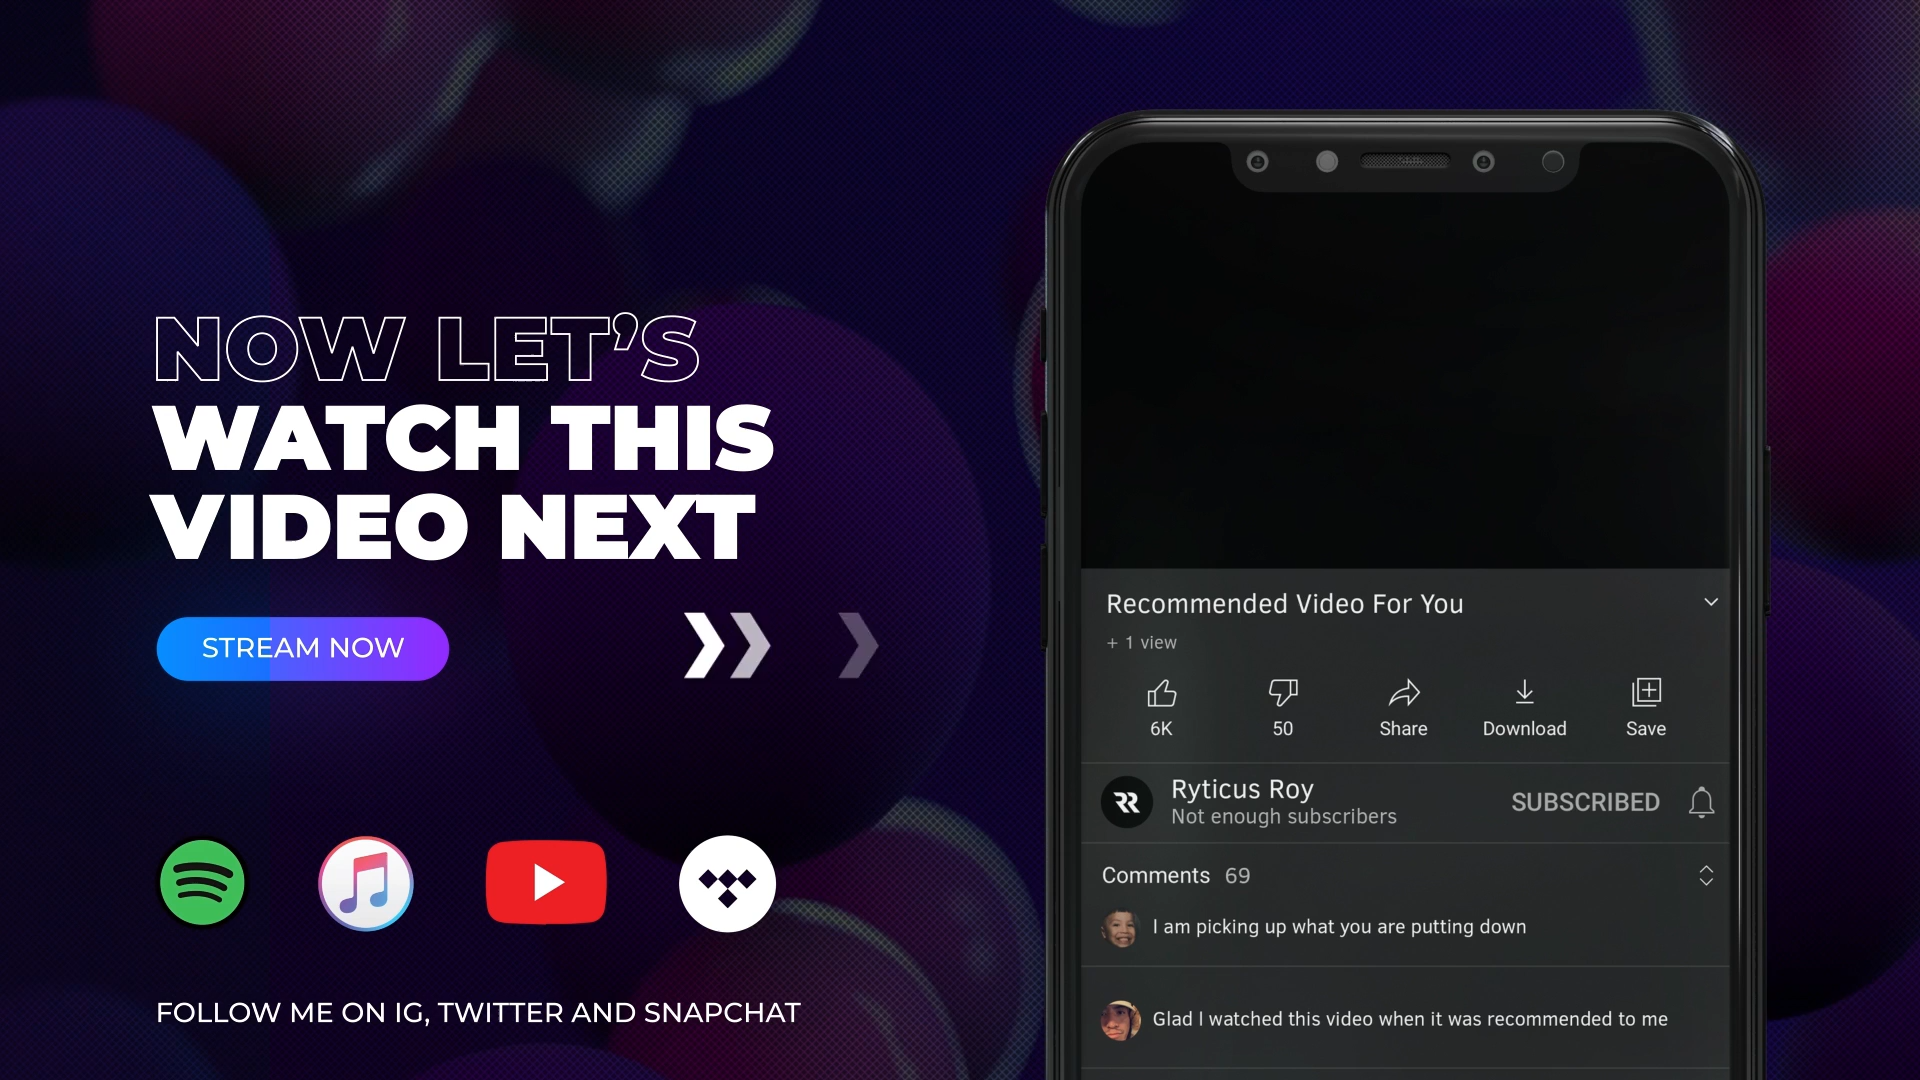 NOW LET'S
WATCH THIS
VIDEO NEXT
STREAM NOW
FOLLOW ME ON IG, TWITTER AND SNAPCHAT
Recommended Video For You
+ 1 view
6K
50
Share
Download
Save
RR
Ryticus Roy
Not enough subscribers
SUBSCRIBED
Comments 69
I am picking up what you are putting down
Glad I watched this video when it was recommended to me